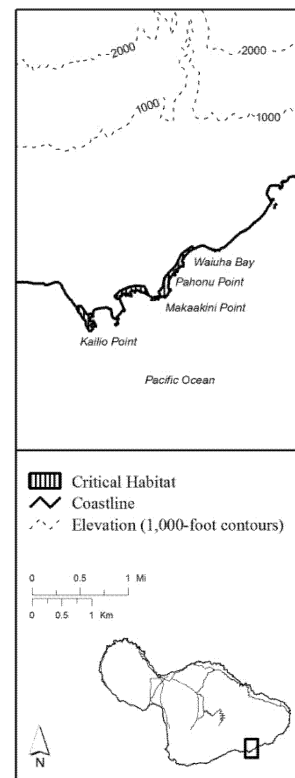 2000
2000
1000
1000
Waiuha Bay
Pahonu Point
Makaakini Point
Kailio Point
Pacific Ocean
Critical Habitat
Coastline
Elevation (1,000-foot contours)
0 0.5 1 Mi
0 0.5 1 Km
N